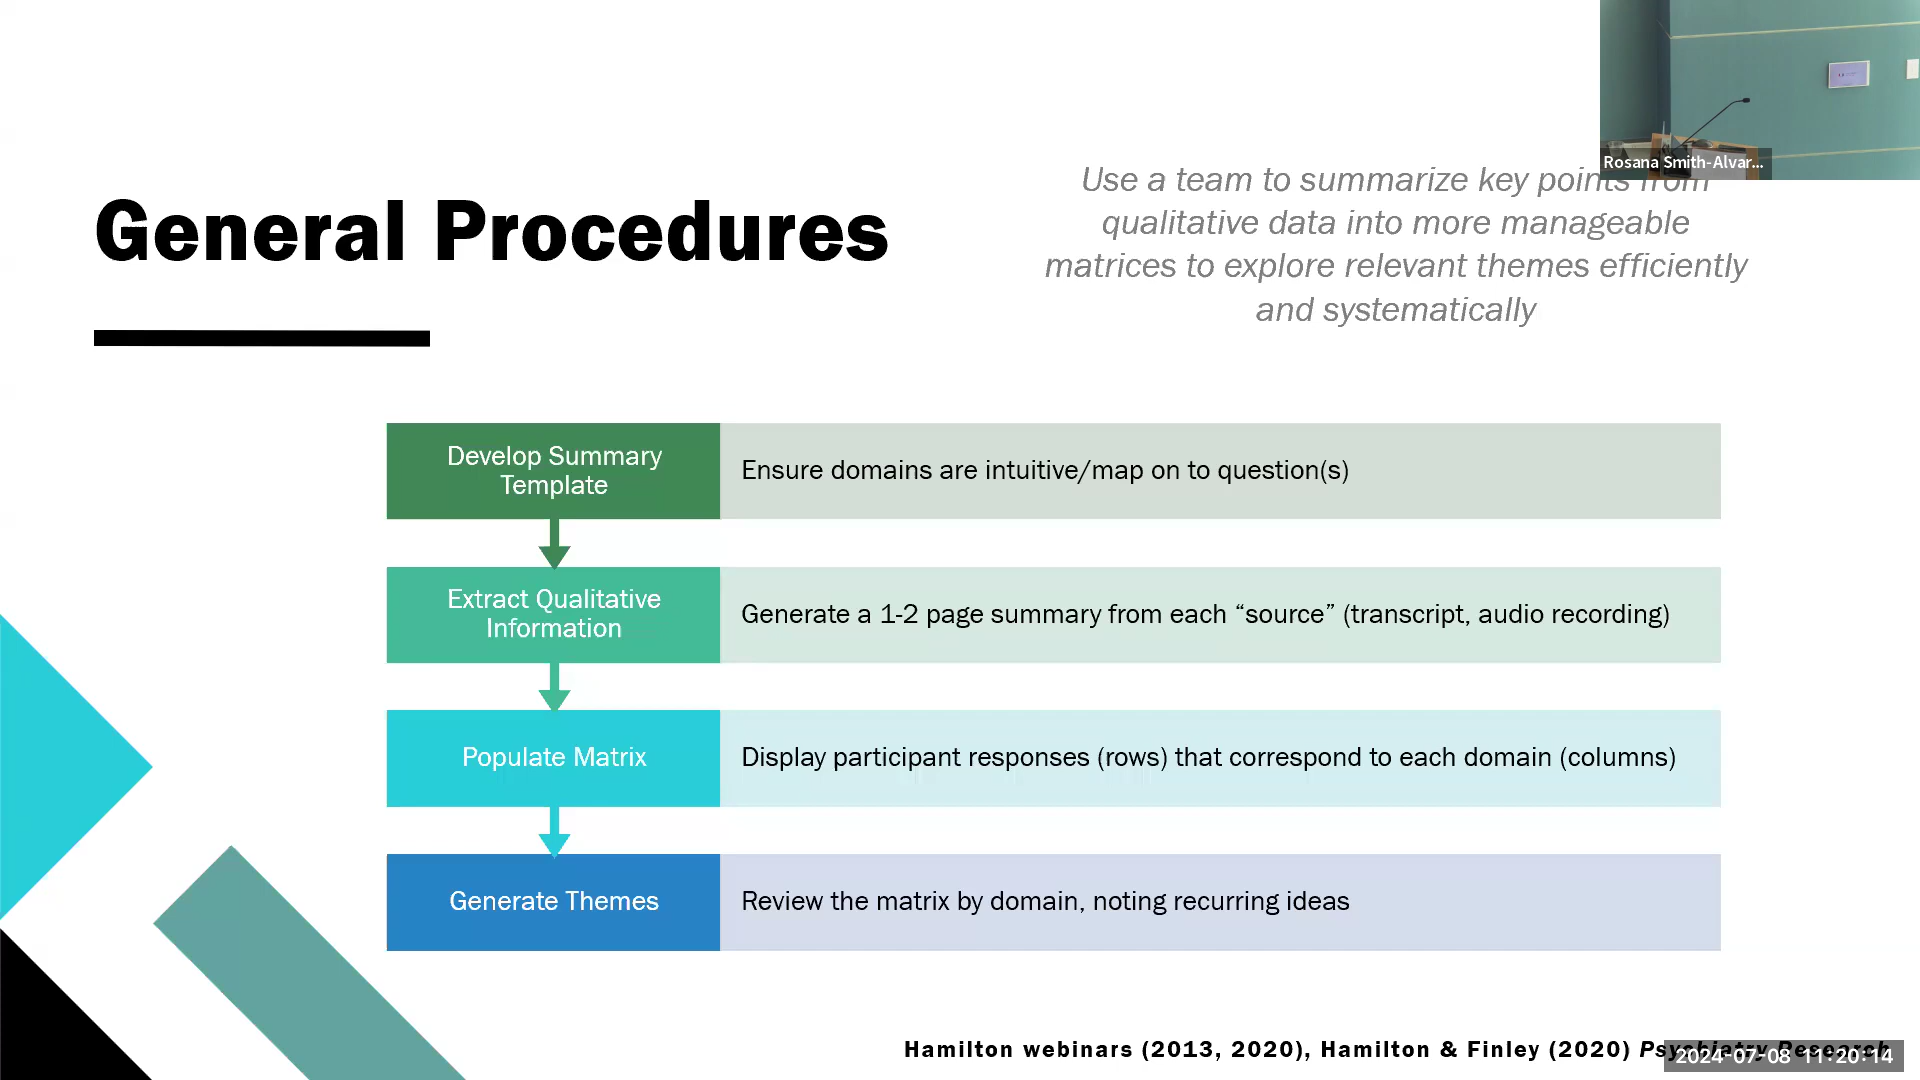 Rosana Smith-Alvar...
General Procedures
Use a team to summarize key points from
qualitative data into more manageable
matrices to explore relevant themes efficiently
and systematically
Develop Summary
Template
Ensure domains are intuitive/map on to question(s)
Extract Qualitative
Information
Generate a 1-2 page summary from each “source” (transcript, audio recording)
Populate Matrix
Display participant responses (rows) that correspond to each domain (columns)
Generate Themes
Review the matrix by domain, noting recurring ideas
Hamilton webinars (2013, 2020), Hamilton & Finley (2020) Psychiatry Research
2024-07-08 11:20:14